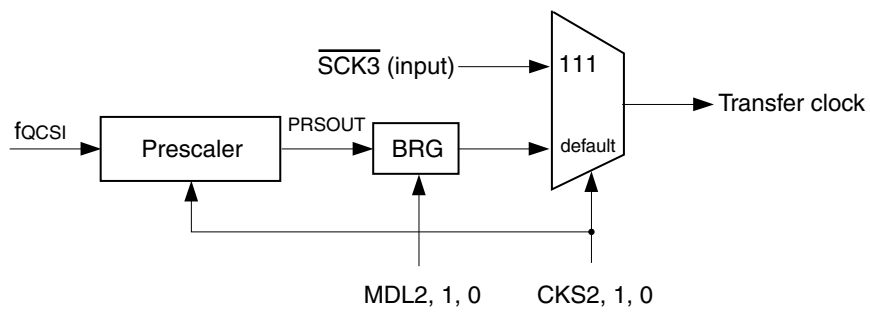 SCK3 (input)
111
Transfer clock
fQCSI
Prescaler
PRSOUT
BRG
default
MDL2, 1, 0
CKS2, 1, 0